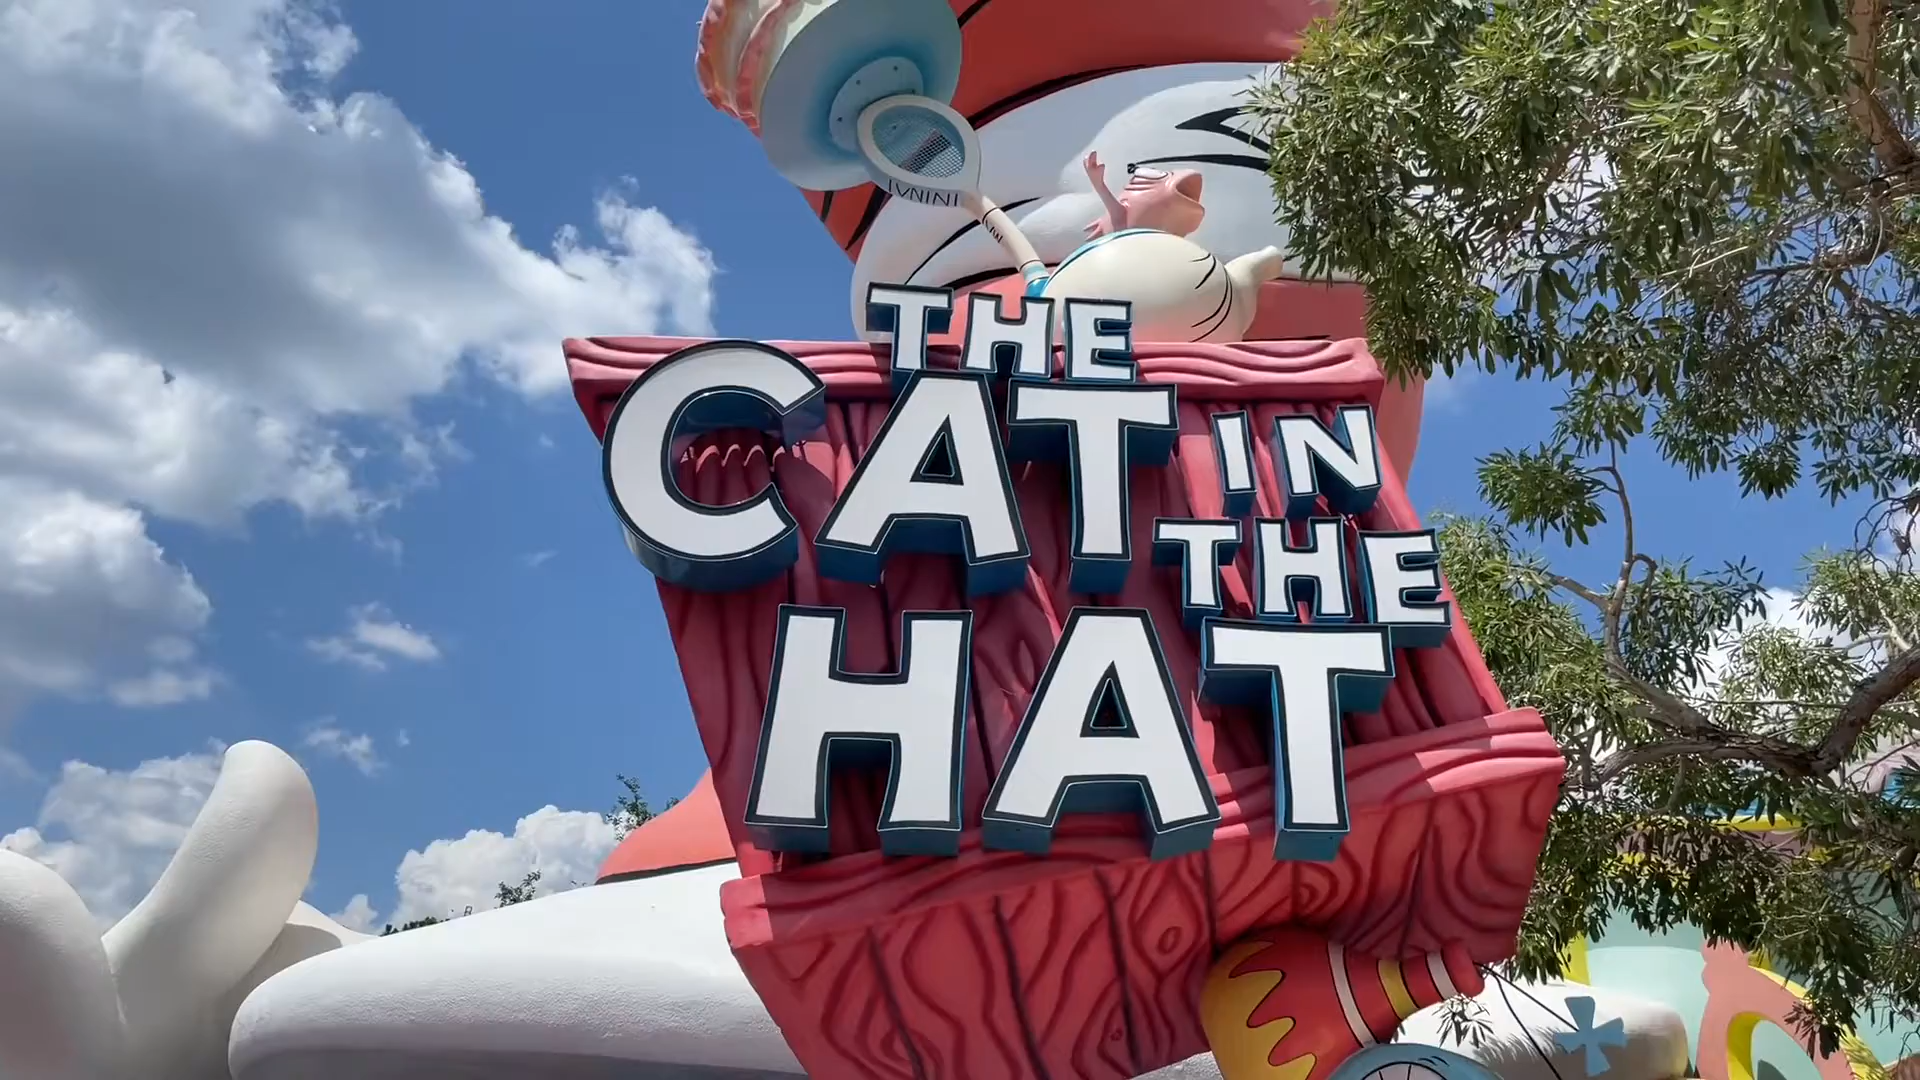 THE
CAT IN
THE
HAT